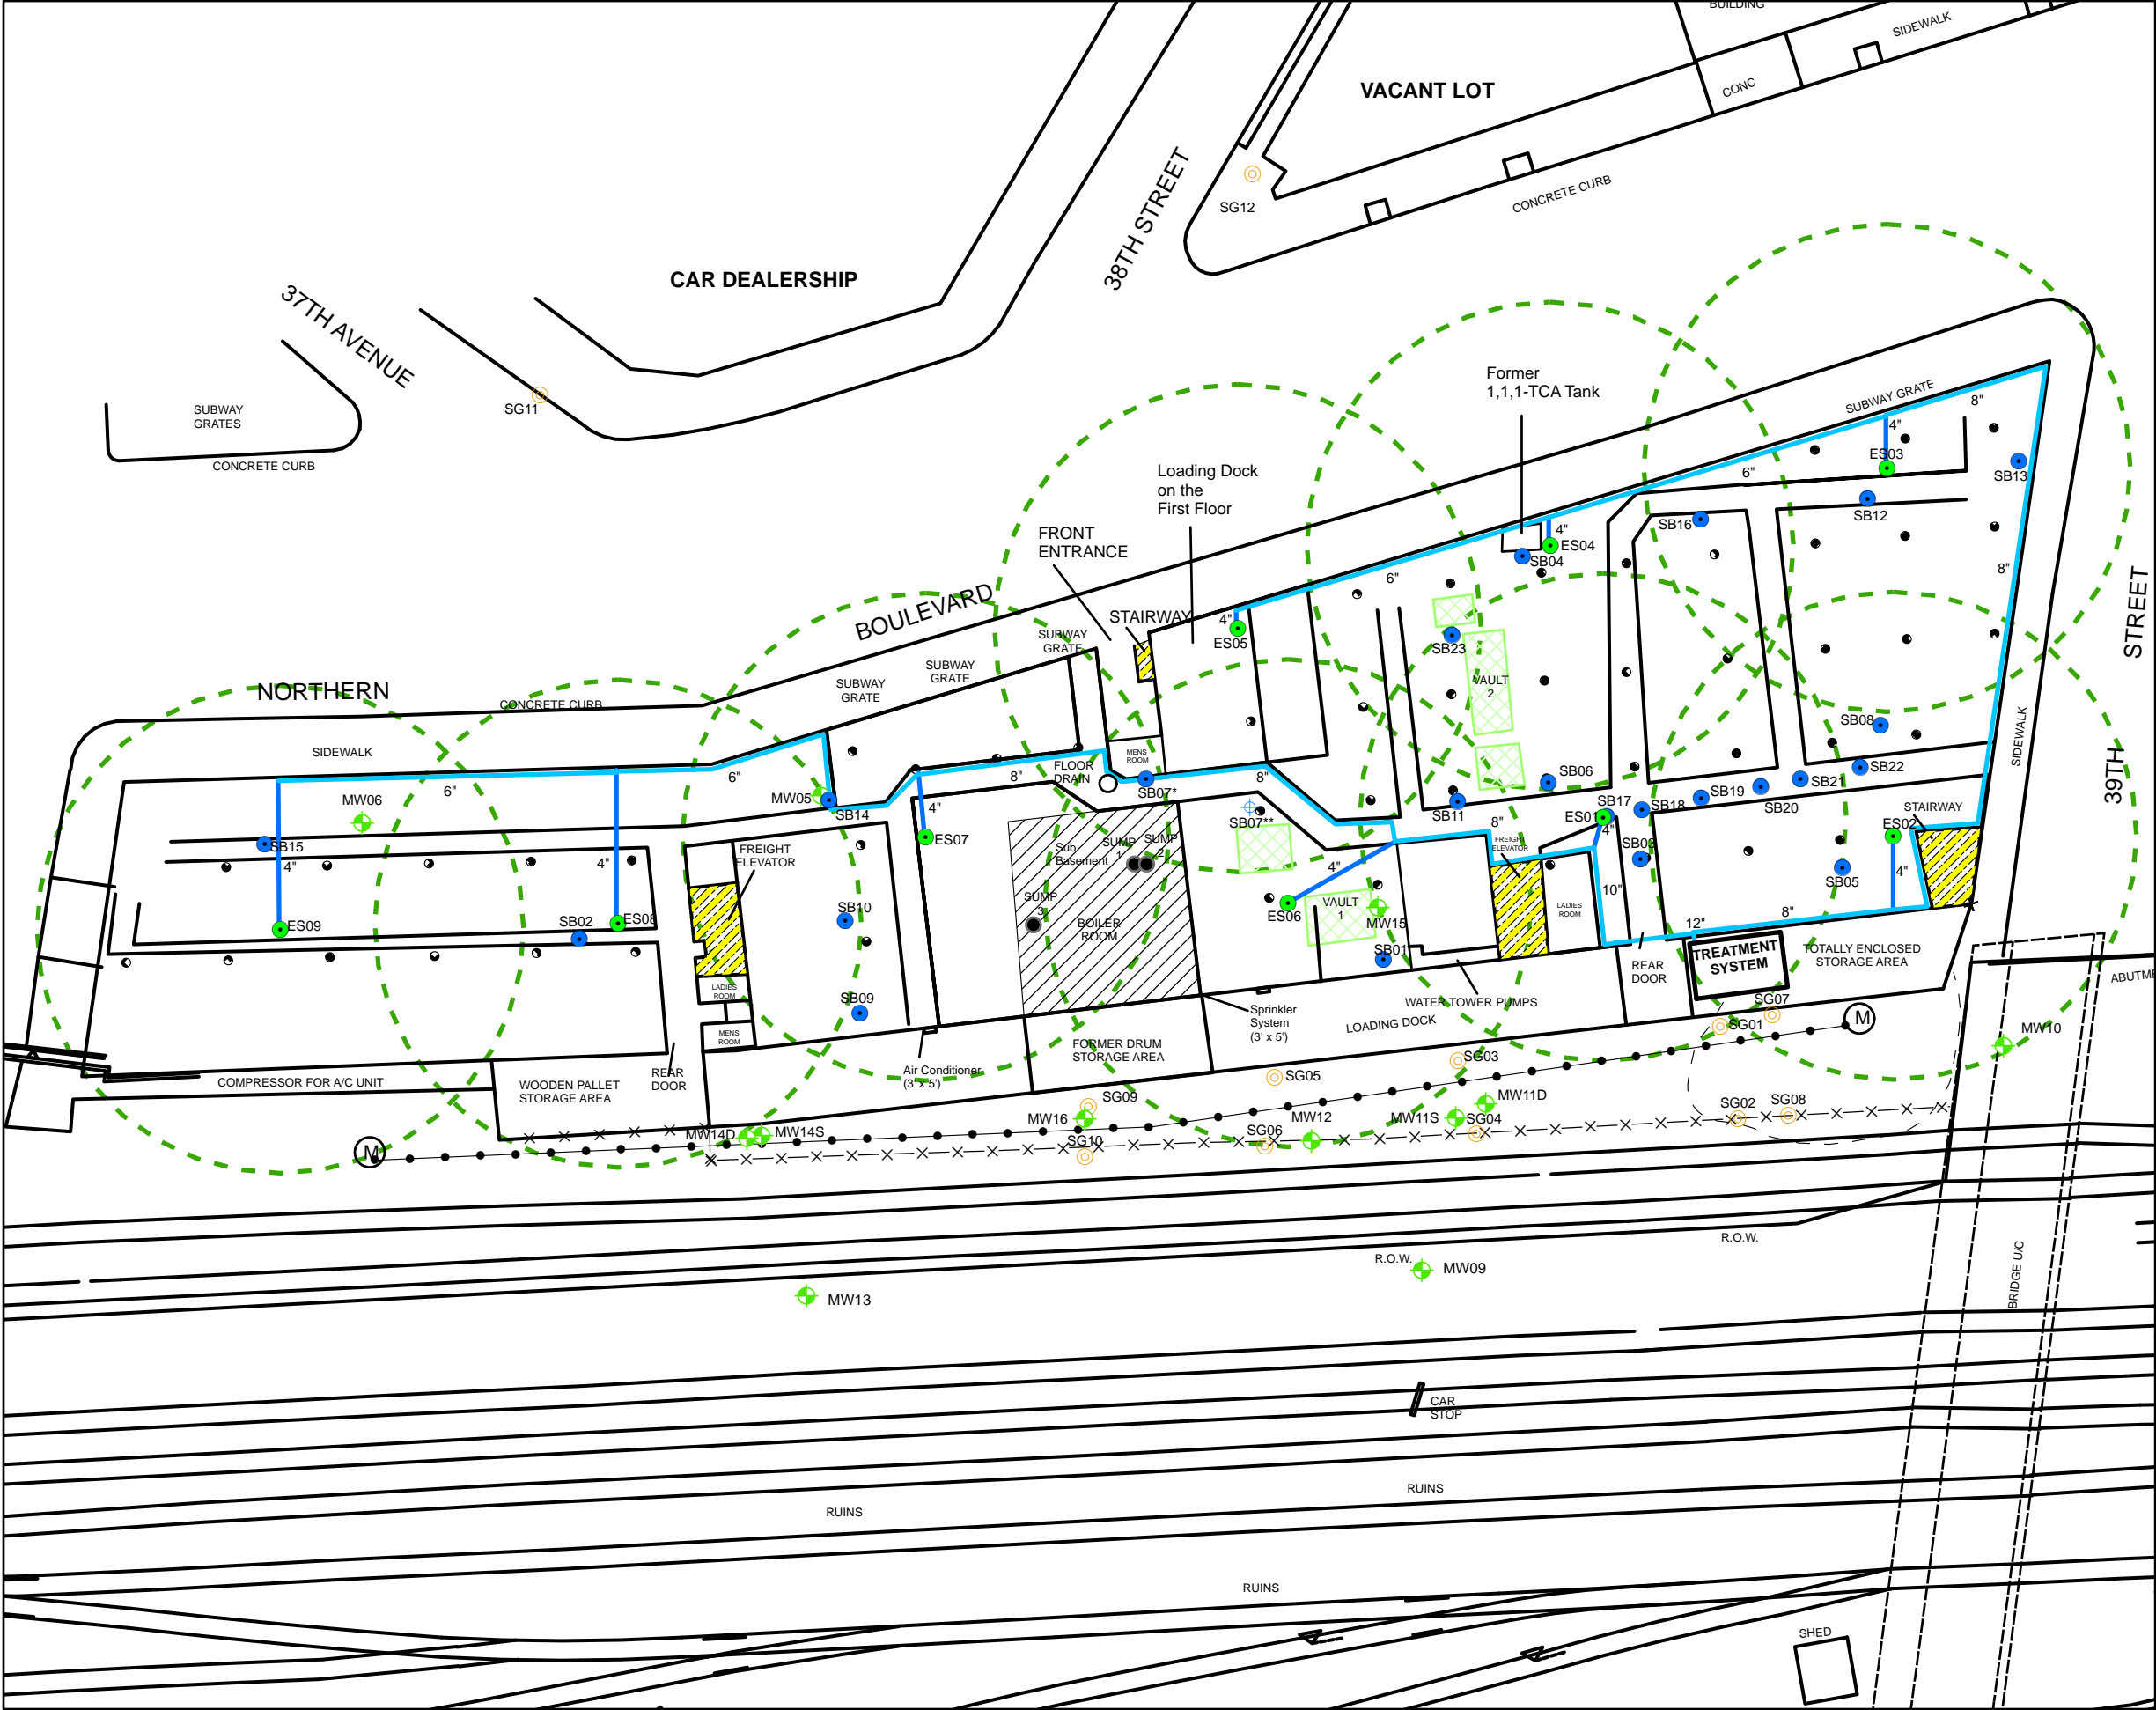 BUILDING
SIDEWALK
VACANT LOT
CONC
CONCRETE CURB
SG12
38TH STREET
CAR DEALERSHIP
37TH AVENUE
SG11
SUBWAY
GRATES
CONCRETE CURB
Former
1,1,1-TCA Tank
SUBWAY GRATE
8"
4"
ES03
6"
SB13
SB12
SB16
Loading Dock
on the
First Floor
FRONT
ENTRANCE
4"
ES04
SB04
6"
8"
STREET
39TH
SIDEWALK
BOULEVARD
STAIRWAY
4"
ES05
SUBWAY
GRATE
SUBWAY
GRATE
SUBWAY
GRATE
SB23
VAULT
2
NORTHERN
CONCRETE CURB
SIDEWALK
6"
6"
MW06
MW05
SB14
8"
FLOOR
DRAIN
MENS
ROOM
SB07*
8"
SB07**
SB08
SB22
SB21
SB20
SB19
SB18
SB17
SB06
SB11
ES01
4"
8"
SB03
STAIRWAY
ES02
4"
SB05
8"
12"
10"
FREIGHT
ELEVATOR
LADIES
ROOM
SB15
4"
ES09
4"
ES08
SB02
FREIGHT
ELEVATOR
4"
ES07
Sub
Basement
SUMP
1
SUMP
2
SUMP
3
BOILER
ROOM
SB10
SB09
LADIES
ROOM
MENS
ROOM
4"
ES06
VAULT
1
MW15
SB01
TREATMENT
SYSTEM
TOTALLY ENCLOSED
STORAGE AREA
REAR
DOOR
WATER TOWER PUMPS
LOADING DOCK
Sprinkler
System
(3' x 5')
SG07
SG01
M
MW10
ABUTME
FORMER DRUM
STORAGE AREA
Air Conditioner
(3' x 5')
REAR
DOOR
COMPRESSOR FOR A/C UNIT
WOODEN PALLET
STORAGE AREA
SG03
SG05
SG09
MW16
SG10
SG06
MW12
MW11S
MW11D
SG04
SG02
SG08
MW14D
MW14S
M
R.O.W.
R.O.W.
MW09
MW13
BRIDGE U/C
CAR
STOP
RUINS
RUINS
RUINS
SHED